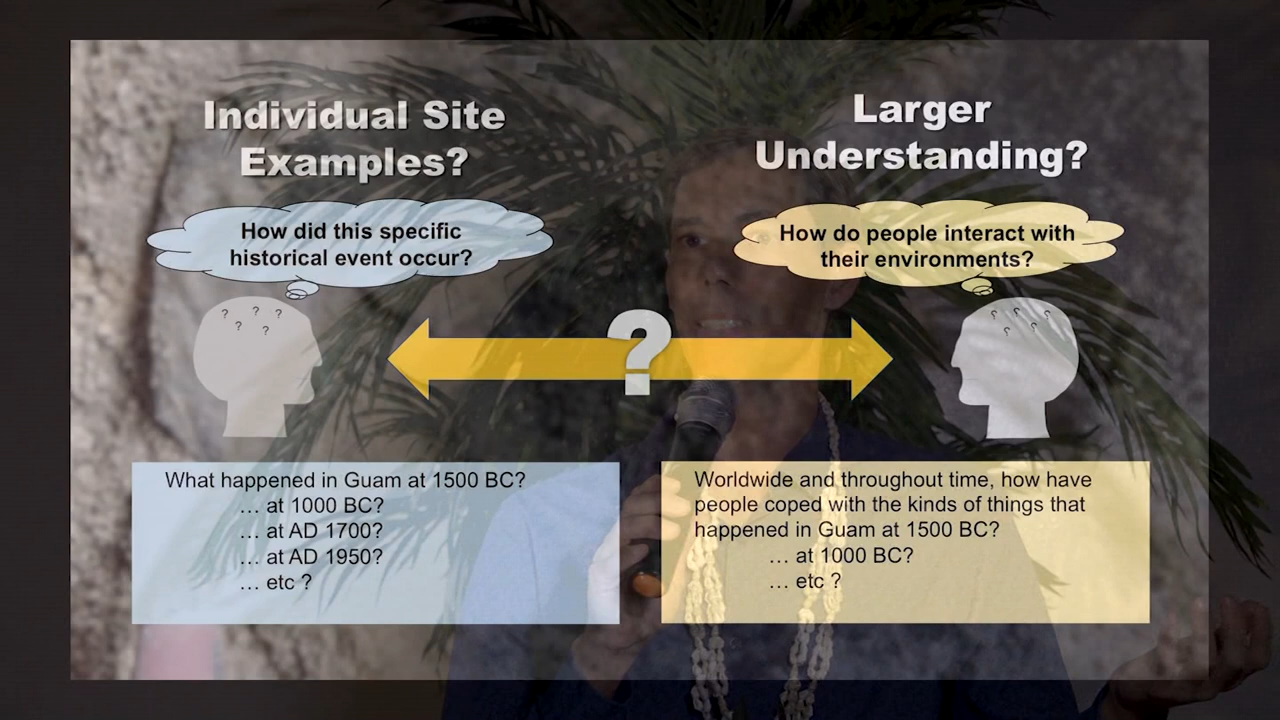 Individual Site
Examples?
Larger
Understanding?
How did this specific
historical event occur?
How do people interact with
their environments?
? ? ?
? ?
? ? ?
? ?
?
What happened in Guam at 1500 BC?
... at 1000 BC?
... at AD 1700?
... at AD 1950?
... etc ?
Worldwide and throughout time, how have
people coped with the kinds of things that
happened in Guam at 1500 BC?
... at 1000 BC?
... etc ?